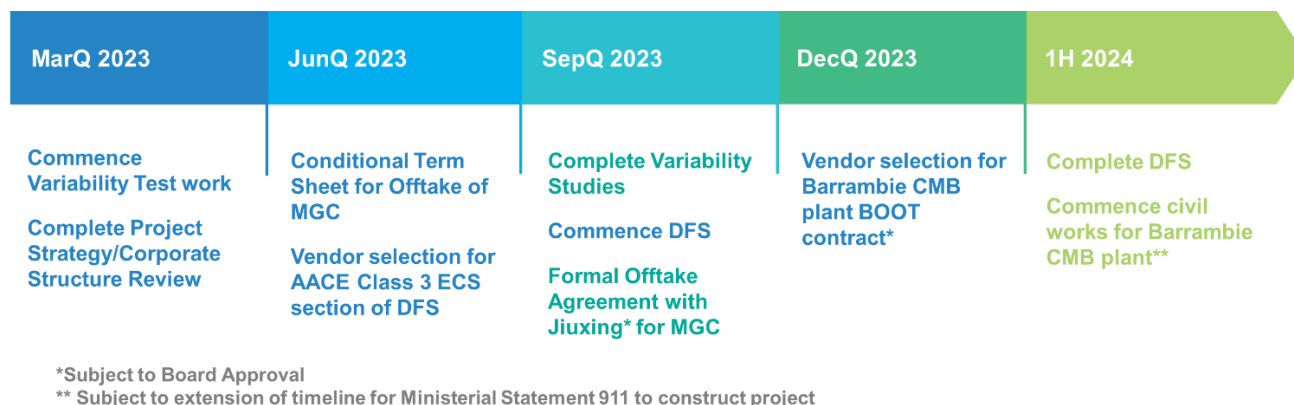 MarQ 2023
JunQ 2023
SepQ 2023
DecQ 2023
1H 2024
Commence
Variability Test work
Complete Project
Strategy/Corporate
Structure Review
Conditional Term
Sheet for Offtake of
MGC
Vendor selection for
AACE Class 3 ECS
section of DFS
Complete Variability
Studies
Commence DFS
Formal Offtake
Agreement with
Jiuxing* for MGC
Vendor selection for
Barrambie CMB
plant BOOT
contract*
Complete DFS
Commence civil
works for Barrambie
CMB plant**
*Subject to Board Approval
** Subject to extension of timeline for Ministerial Statement 911 to construct project